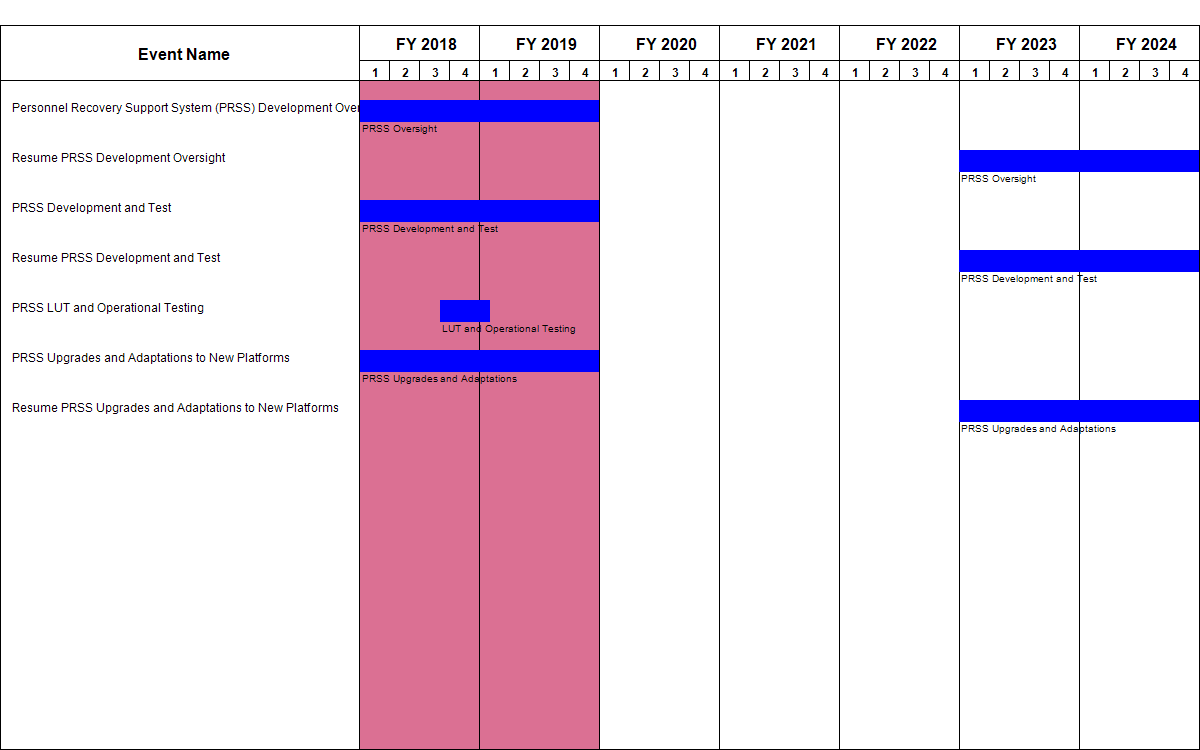 Event Name
FY 2018 FY 2019 FY 2020 FY 2021 FY 2022 FY 2023 FY 2024
1 2 3 4 1 2 3 4 1 2 3 4 1 2 3 4 1 2 3 4 1 2 3 4 1 2 3 4
Personnel Recovery Support System (PRSS) Development Over
PRSS Oversight
Resume PRSS Development Oversight
PRSS Oversight
PRSS Development and Test
PRSS Development and Test
Resume PRSS Development and Test
PRSS Development and Test
PRSS LUT and Operational Testing
LUT and Operational Testing
PRSS Upgrades and Adaptations to New Platforms
PRSS Upgrades and Adaptations
Resume PRSS Upgrades and Adaptations to New Platforms
PRSS Upgrades and Adaptations